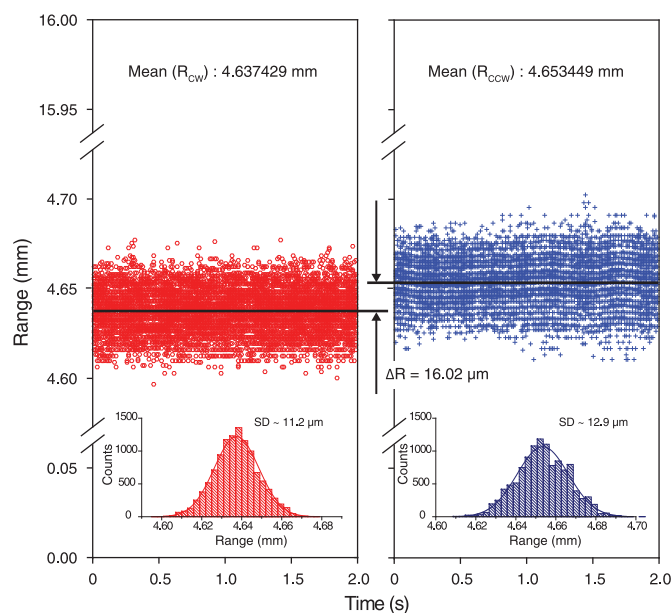 16.00
15.95
4.70
4.65
4.60
0.05
0.00
Range (mm)
Mean (R_CW) : 4.637429 mm
Mean (R_CCW) : 4.653449 mm
ΔR = 16.02 µm
SD ~ 11.2 µm
1500
1000
500
0
Counts
4.60 4.62 4.64 4.66 4.68
Range (mm)
SD ~ 12.9 µm
1500
1000
500
0
Counts
4.60 4.62 4.64 4.66 4.68 4.70
Range (mm)
0 0.5 1.0 1.5 2.0
0 0.5 1.0 1.5 2.0
Time (s)